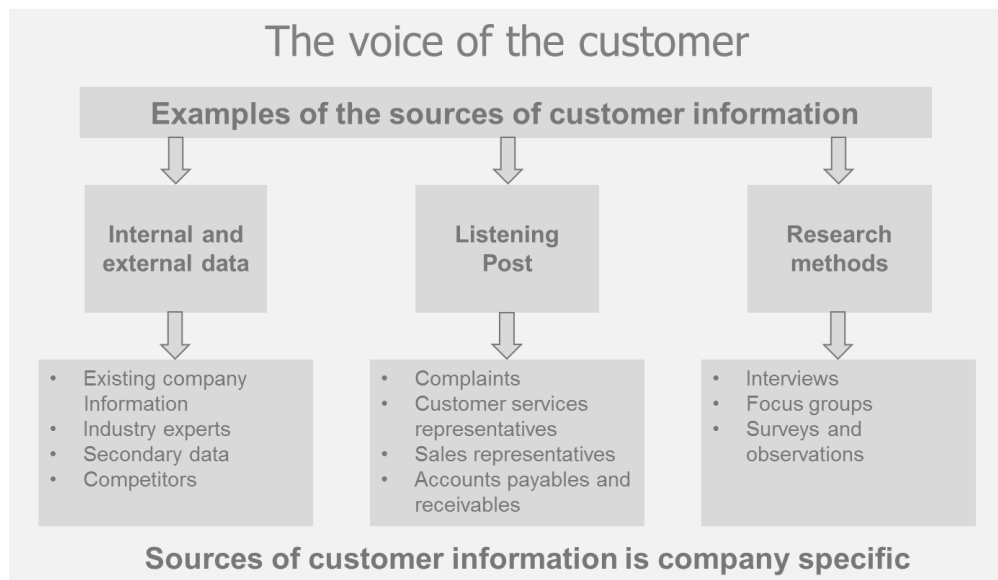 The voice of the customer
Examples of the sources of customer information
Internal and
external data
Listening
Post
Research
methods
• Existing company
Information
• Industry experts
• Secondary data
• Competitors
• Complaints
• Customer services
representatives
• Sales representatives
• Accounts payables and
receivables
• Interviews
• Focus groups
• Surveys and
observations
Sources of customer information is company specific